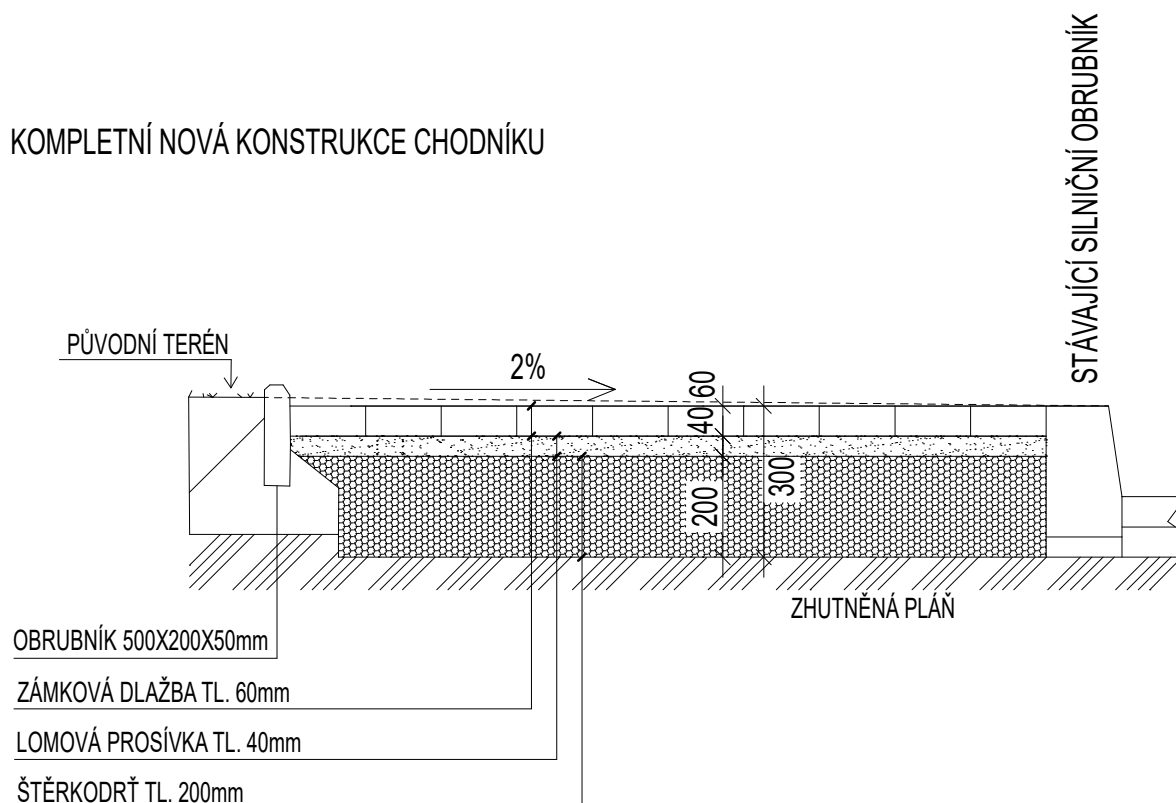 KOMPLETNÍ NOVÁ KONSTRUKCE CHODNÍKU
STÁVAJÍCÍ SILNIČNÍ OBRUBNÍK
PŮVODNÍ TERÉN
2%
60
40
200
300
ZHUTNĚNÁ PLÁŇ
OBRUBNÍK 500X200X50mm
ZÁMKOVÁ DLAŽBA TL. 60mm
LOMOVÁ PROSÍVKA TL. 40mm
ŠTĚRKODRŤ TL. 200mm